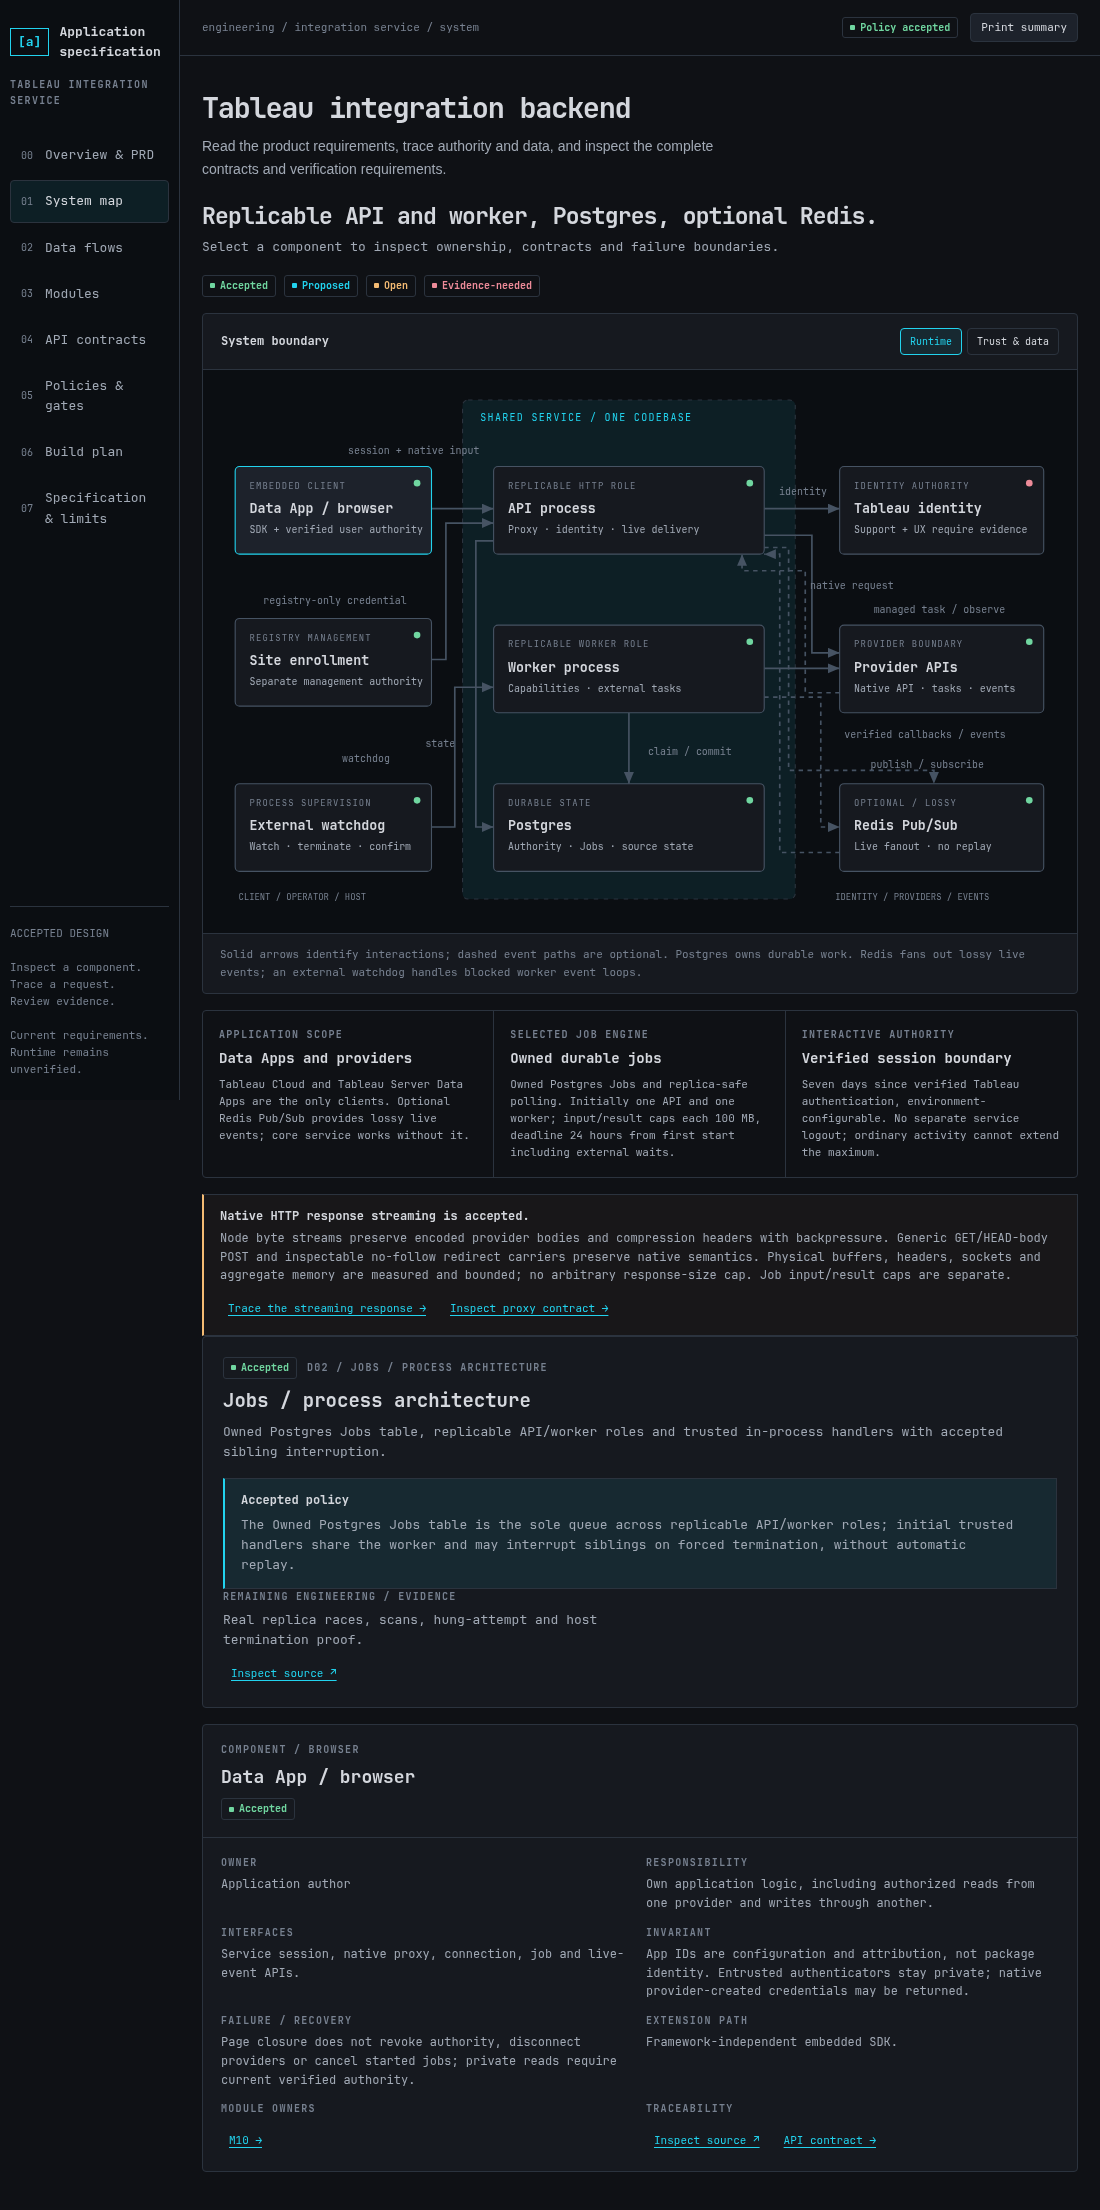 [a]
Application
specification
TABLEAU INTEGRATION
SERVICE
00 Overview & PRD
01 System map
02 Data flows
03 Modules
04 API contracts
05 Policies &
gates
06 Build plan
07 Specification
& limits
ACCEPTED DESIGN
Inspect a component.
Trace a request.
Review evidence.
Current requirements.
Runtime remains
unverified.
engineering / integration service / system
Policy accepted
Print summary
Tableau integration backend
Read the product requirements, trace authority and data, and inspect the complete
contracts and verification requirements.
Replicable API and worker, Postgres, optional Redis.
Select a component to inspect ownership, contracts and failure boundaries.
Accepted Proposed Open Evidence-needed
System boundary
Runtime Trust & data
SHARED SERVICE / ONE CODEBASE
session + native input
EMBEDDED CLIENT
Data App / browser
SDK + verified user authority
REPLICABLE HTTP ROLE
API process
Proxy · identity · live delivery
identity
IDENTITY AUTHORITY
Tableau identity
Support + UX require evidence
native request
registry-only credential
managed task / observe
REGISTRY MANAGEMENT
Site enrollment
Separate management authority
REPLICABLE WORKER ROLE
Worker process
Capabilities · external tasks
PROVIDER BOUNDARY
Provider APIs
Native API · tasks · events
verified callbacks / events
state
claim / commit
watchdog
publish / subscribe
PROCESS SUPERVISION
External watchdog
Watch · terminate · confirm
DURABLE STATE
Postgres
Authority · Jobs · source state
OPTIONAL / LOSSY
Redis Pub/Sub
Live fanout · no replay
CLIENT / OPERATOR / HOST
IDENTITY / PROVIDERS / EVENTS
Solid arrows identify interactions; dashed event paths are optional. Postgres owns durable work. Redis fans out lossy live
events; an external watchdog handles blocked worker event loops.
APPLICATION SCOPE
Data Apps and providers
Tableau Cloud and Tableau Server Data
Apps are the only clients. Optional
Redis Pub/Sub provides lossy live
events; core service works without it.
SELECTED JOB ENGINE
Owned durable jobs
Owned Postgres Jobs and replica-safe
polling. Initially one API and one
worker; input/result caps each 100 MB,
deadline 24 hours from first start
including external waits.
INTERACTIVE AUTHORITY
Verified session boundary
Seven days since verified Tableau
authentication, environment-
configurable. No separate service
logout; ordinary activity cannot extend
the maximum.
Native HTTP response streaming is accepted.
Node byte streams preserve encoded provider bodies and compression headers with backpressure. Generic GET/HEAD-body
POST and inspectable no-follow redirect carriers preserve native semantics. Physical buffers, headers, sockets and
aggregate memory are measured and bounded; no arbitrary response-size cap. Job input/result caps are separate.
Trace the streaming response → Inspect proxy contract →
Accepted D02 / JOBS / PROCESS ARCHITECTURE
Jobs / process architecture
Owned Postgres Jobs table, replicable API/worker roles and trusted in-process handlers with accepted
sibling interruption.
Accepted policy
The Owned Postgres Jobs table is the sole queue across replicable API/worker roles; initial trusted
handlers share the worker and may interrupt siblings on forced termination, without automatic
replay.
REMAINING ENGINEERING / EVIDENCE
Real replica races, scans, hung-attempt and host
termination proof.
Inspect source ↗
COMPONENT / BROWSER
Data App / browser
Accepted
OWNER
Application author
RESPONSIBILITY
Own application logic, including authorized reads from
one provider and writes through another.
INTERFACES
Service session, native proxy, connection, job and live-
event APIs.
INVARIANT
App IDs are configuration and attribution, not package
identity. Entrusted authenticators stay private; native
provider-created credentials may be returned.
FAILURE / RECOVERY
Page closure does not revoke authority, disconnect
providers or cancel started jobs; private reads require
current verified authority.
EXTENSION PATH
Framework-independent embedded SDK.
MODULE OWNERS
M10 →
TRACEABILITY
Inspect source ↗ API contract →